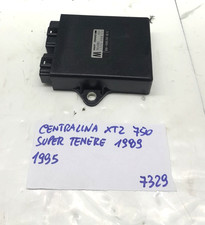 CENTRALINA XTZ 750
SUPER TENERE 1989
1995
7329